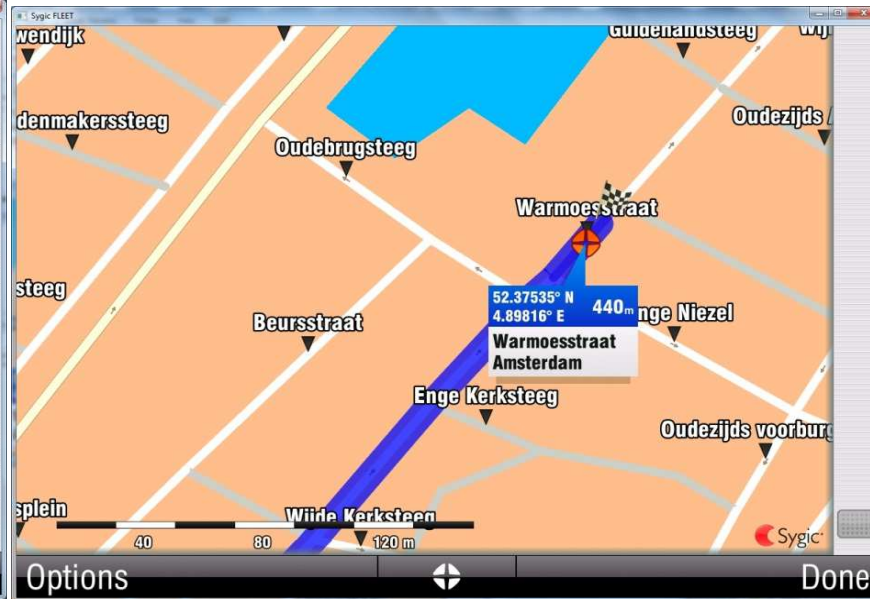 Sygic FLEET
wendijk
Guldehandsteeg
Wij
denmakerssteeg
Oudezijds A
Oudebrugsteeg
Warmoesstraat
52.37535° N
4.89816° E
440m
steeg
nge Niezel
Beursstraat
Warmoesstraat
Amsterdam
Enge Kerksteeg
Oudezijds voorburg
splein
Wijde Kerksteeg
40
80
120 m
Sygic
Options
Done